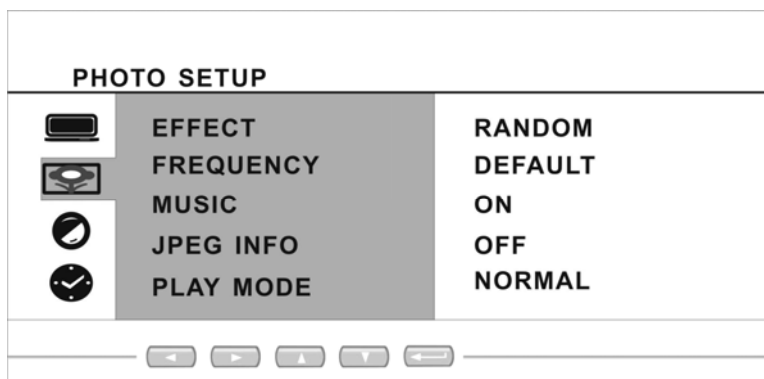 PHOTO SETUP
EFFECT RANDOM
FREQUENCY DEFAULT
MUSIC ON
JPEG INFO OFF
PLAY MODE NORMAL